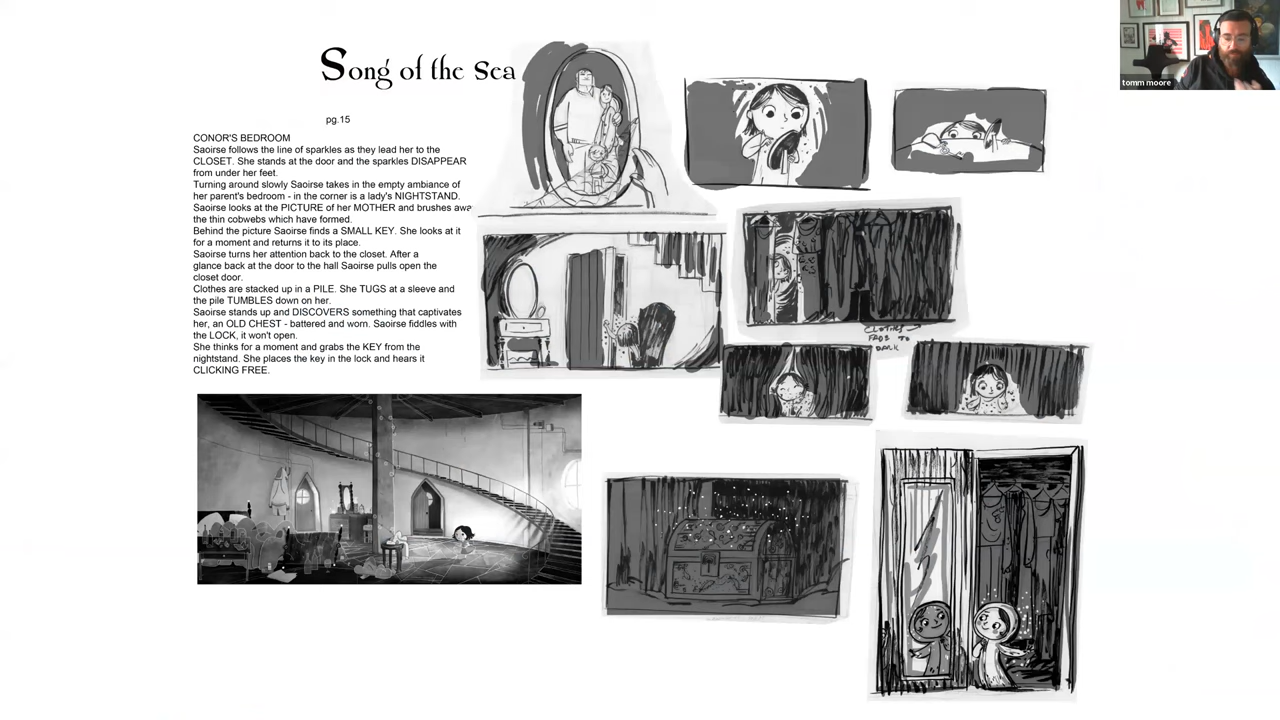 Song of the Sea
tomm moore
pg.15
CONOR'S BEDROOM
Saoirse follows the line of sparkles as they lead her to the
CLOSET. She stands at the door and the sparkles DISAPPEAR
from under her feet.
Turning around slowly Saoirse takes in the empty ambiance of
her parent's bedroom - in the corner is a lady's NIGHTSTAND.
Saoirse looks at the PICTURE of her MOTHER and brushes awa
the thin cobwebs which have formed.
Behind the picture Saoirse finds a SMALL KEY. She looks at it
for a moment and returns it to its place.
Saoirse turns her attention back to the closet. After a
glance back at the door to the hall Saoirse pulls open the
closet door.
Clothes are stacked up in a PILE. She TUGS at a sleeve and
the pile TUMBLES down on her.
Saoirse stands up and DISCOVERS something that captivates
her, an OLD CHEST - battered and worn. Saoirse fiddles with
the LOCK, it won't open.
She thinks for a moment and grabs the KEY from the
nightstand. She places the key in the lock and hears it
CLICKING FREE.
CLOTHES
FADE TO
DARK